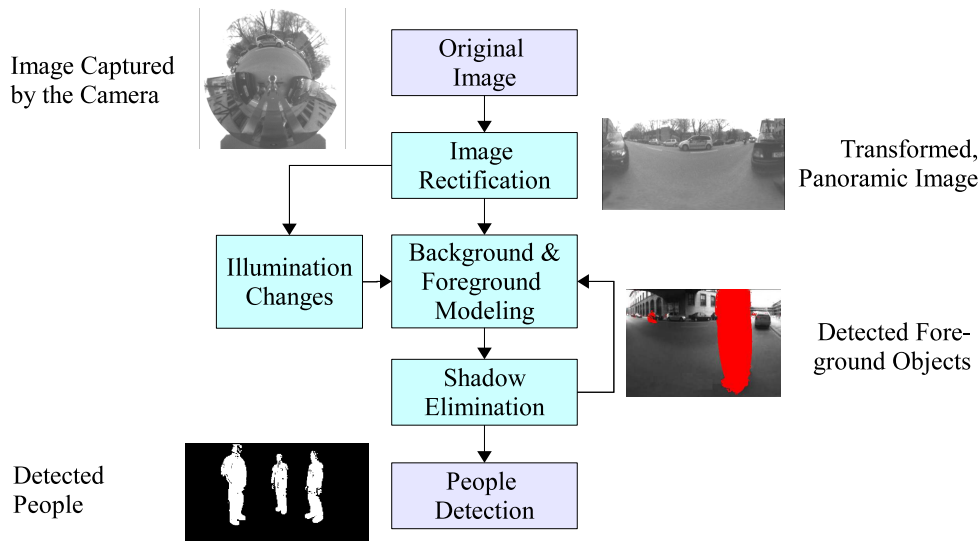 Image Captured
by the Camera
Original
Image
Image
Rectification
Transformed,
Panoramic Image
Illumination
Changes
Background &
Foreground
Modeling
Detected Fore-
ground Objects
Shadow
Elimination
Detected
People
People
Detection